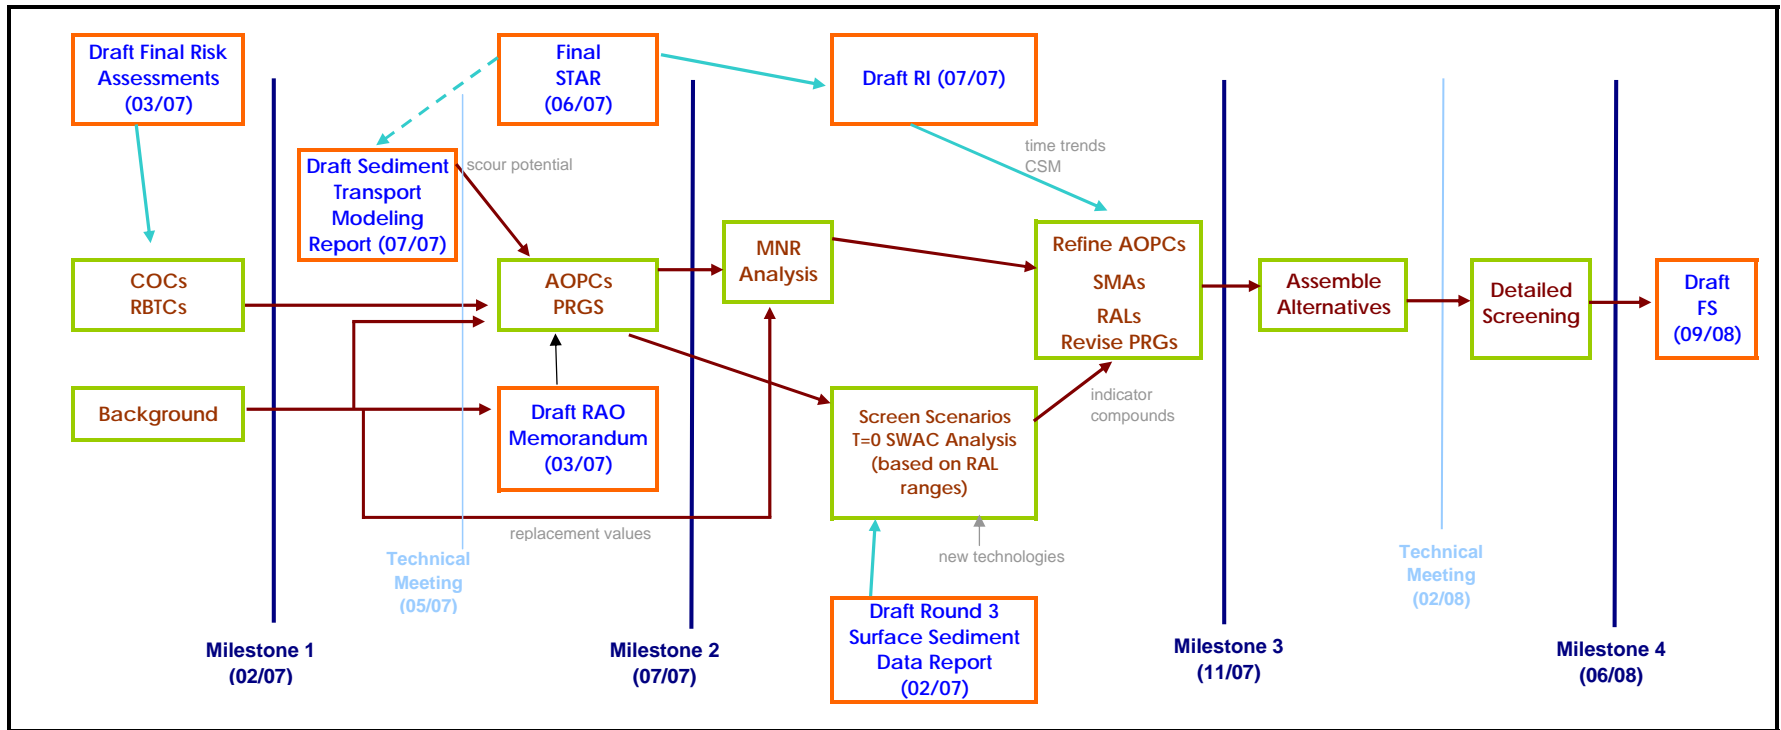 Draft Final Risk
Assessments
(03/07)
Final
STAR
(06/07)
Draft RI (07/07)
Draft Sediment
Transport
Modeling
Report (07/07)
scour potential
time trends
CSM
COCs
RBTCs
AOPCs
PRGS
MNR
Analysis
Refine AOPCs
SMAs
RALs
Revise PRGs
Assemble
Alternatives
Detailed
Screening
Draft
FS
(09/08)
Background
Draft RAO
Memorandum
(03/07)
Screen Scenarios
T=0 SWAC Analysis
(based on RAL
ranges)
indicator
compounds
replacement values
new technologies
Technical
Meeting
(05/07)
Technical
Meeting
(02/08)
Draft Round 3
Surface Sediment
Data Report
(02/07)
Milestone 1
(02/07)
Milestone 2
(07/07)
Milestone 3
(11/07)
Milestone 4
(06/08)